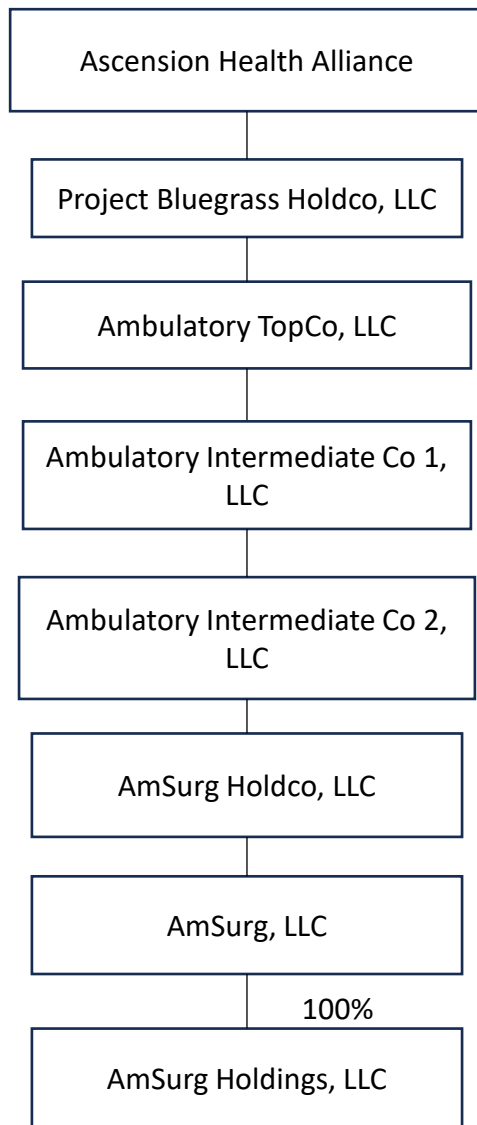 Ascension Health Alliance
Project Bluegrass Holdco, LLC
Ambulatory TopCo, LLC
Ambulatory Intermediate Co 1,
LLC
Ambulatory Intermediate Co 2,
LLC
AmSurg Holdco, LLC
AmSurg, LLC
100%
AmSurg Holdings, LLC